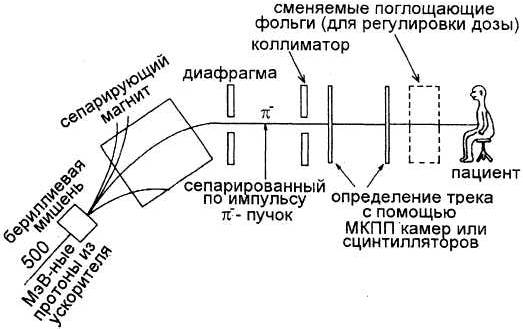 сменяемые поглощающие
фольги (для регулировки дозы)
коллиматор
диафрагма
сепарирующий
магнит
π⁻
бериллиевая
мишень
500
МэВ-ные
протоны из
ускорителя
сепарированный
по импульсу
π⁻- пучок
определение трека
с помощью
МКПП камер или
сцинтилляторов
пациент